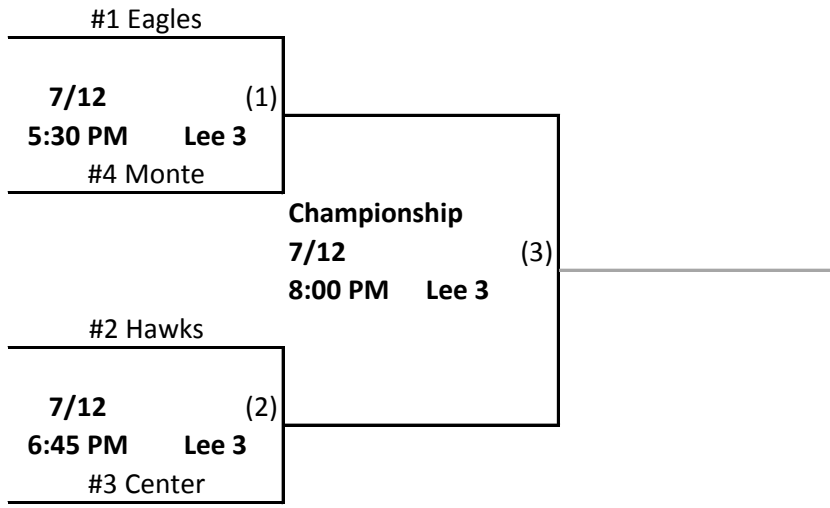 #1 Eagles
7/12 (1)
5:30 PM Lee 3
#4 Monte
Championship
7/12 (3)
8:00 PM Lee 3
#2 Hawks
7/12 (2)
6:45 PM Lee 3
#3 Center